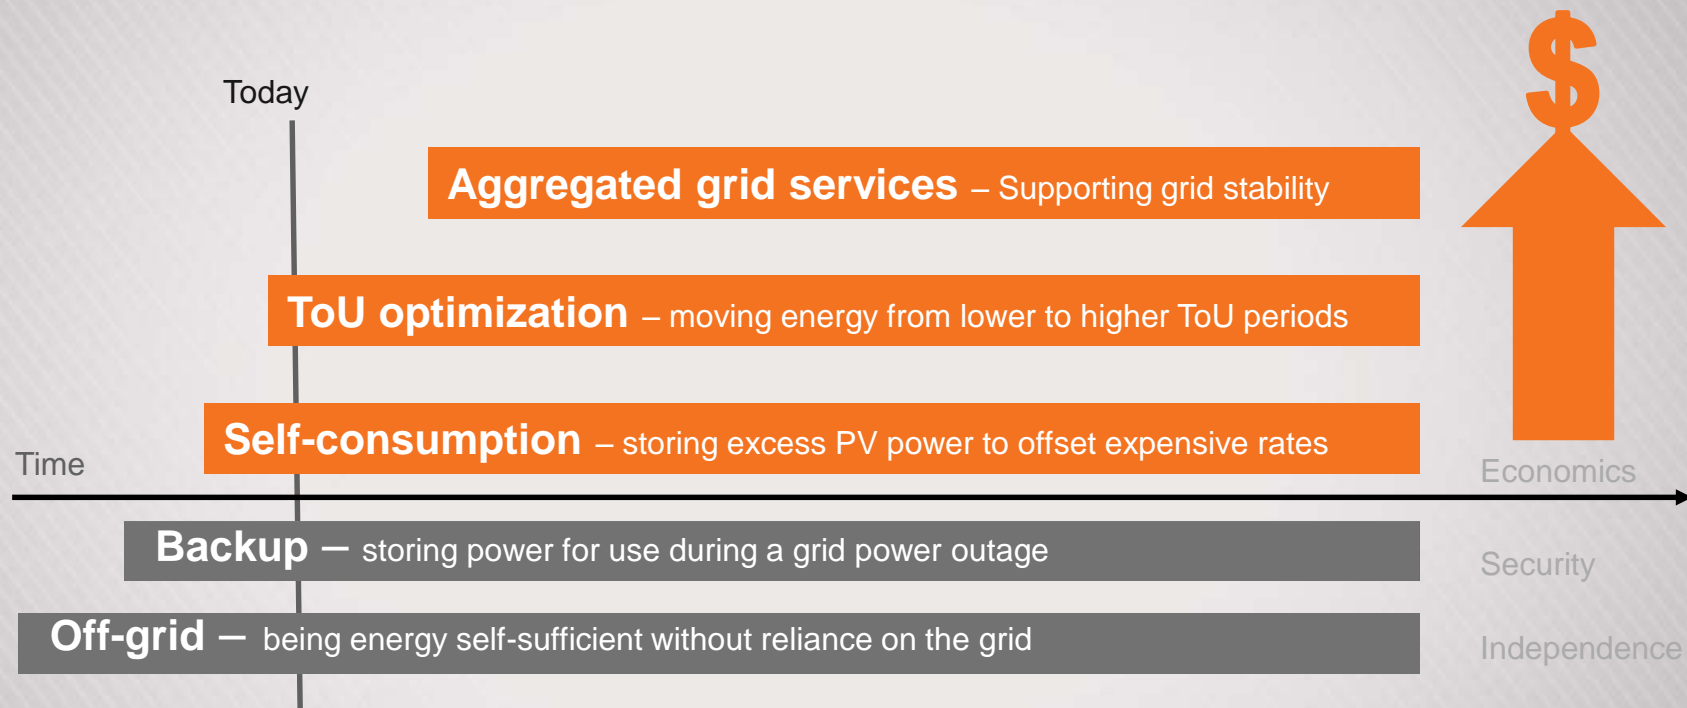 $
Today
Aggregated grid services – Supporting grid stability
ToU optimization – moving energy from lower to higher ToU periods
Self-consumption – storing excess PV power to offset expensive rates
Time
Economics
Backup – storing power for use during a grid power outage
Security
Off-grid – being energy self-sufficient without reliance on the grid
Independence